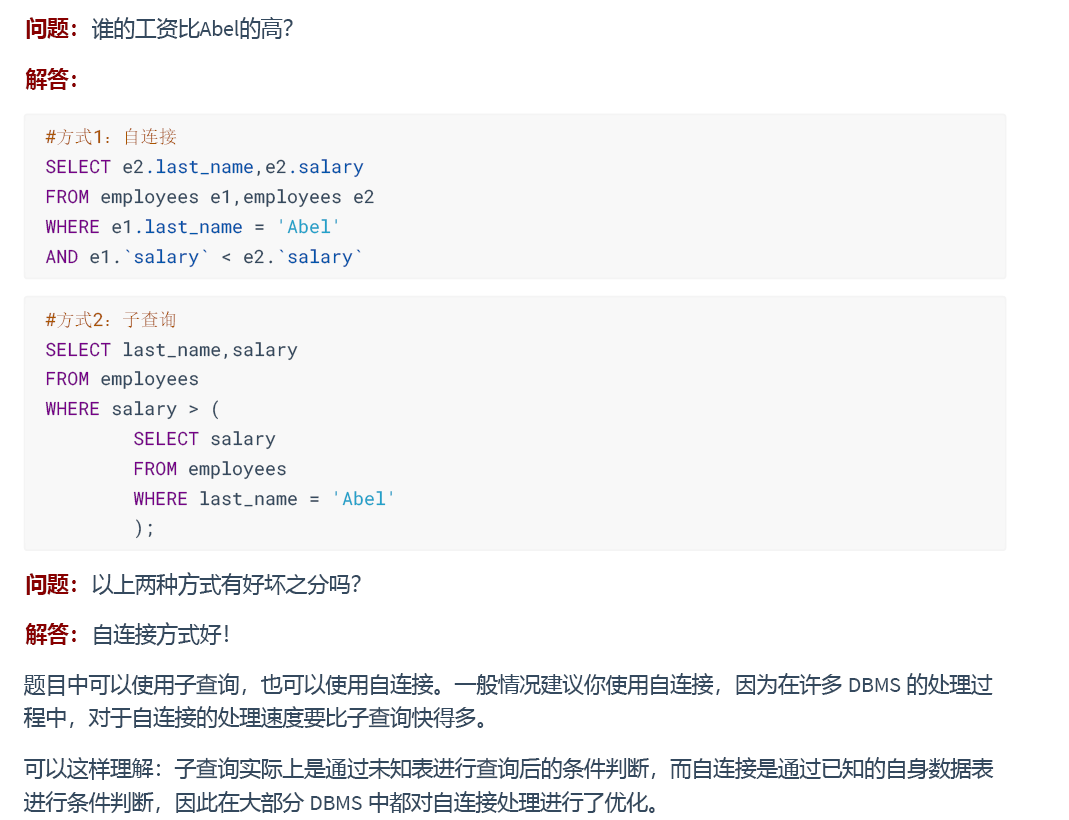 问题：谁的工资比Abel的高？
解答：
#方式1：自连接
SELECT e2.last_name,e2.salary
FROM employees e1,employees e2
WHERE e1.last_name = 'Abel'
AND e1.`salary` < e2.`salary`
#方式2：子查询
SELECT last_name,salary
FROM employees
WHERE salary > (
SELECT salary
FROM employees
WHERE last_name = 'Abel'
);
问题：以上两种方式有好坏之分吗？
解答：自连接方式好！
题目中可以使用子查询，也可以使用自连接。一般情况建议你使用自连接，因为在许多 DBMS 的处理过
程中，对于自连接的处理速度要比子查询快得多。
可以这样理解：子查询实际上是通过未知表进行查询后的条件判断，而自连接是通过已知的自身数据表
进行条件判断，因此在大部分 DBMS 中都对自连接处理进行了优化。